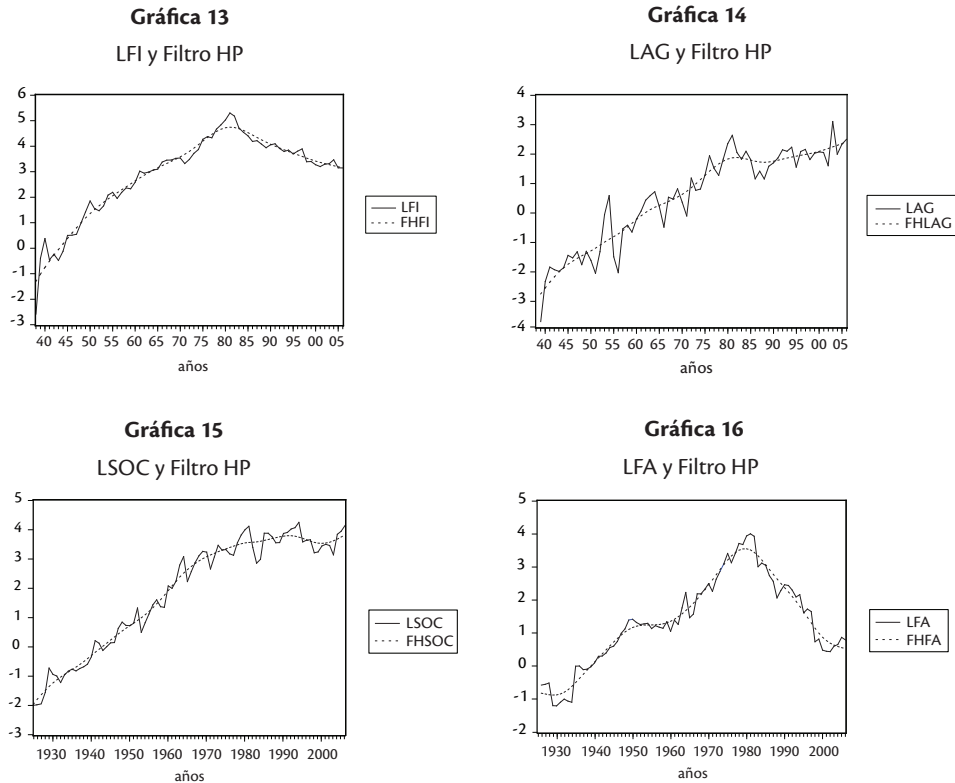 Gráfica 13
LFI y Filtro HP
6
5
4
3
2
1
0
-1
-2
-3
40 45 50 55 60 65 70 75 80 85 90 95 00 05
años
LFI
FHFI
Gráfica 14
LAG y Filtro HP
4
3
2
1
0
-1
-2
-3
-4
40 45 50 55 60 65 70 75 80 85 90 95 00 05
años
LAG
FHLAG
Gráfica 15
LSOC y Filtro HP
5
4
3
2
1
0
-1
-2
-3
1930 1940 1950 1960 1970 1980 1990 2000
años
LSOC
FHSOC
Gráfica 16
LFA y Filtro HP
5
4
3
2
1
0
-1
-2
1930 1940 1950 1960 1970 1980 1990 2000
años
LFA
FHFA